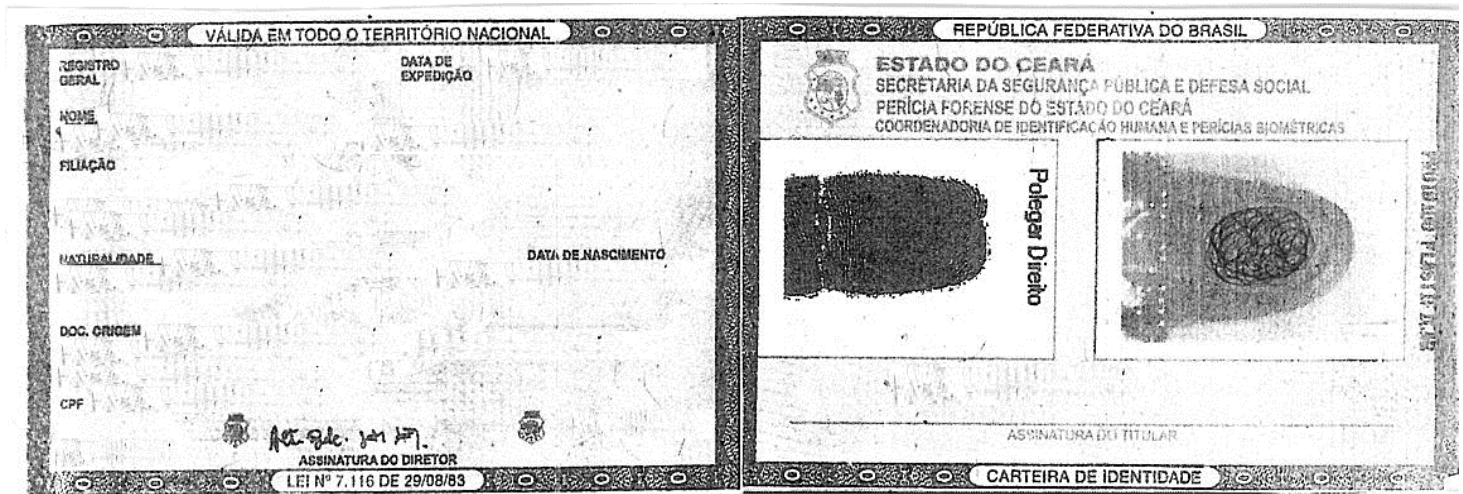 VÁLIDA EM TODO O TERRITÓRIO NACIONAL
REGISTRO GERAL
DATA DE EXPEDIÇÃO
NOME
FILIAÇÃO
NATURALIDADE
DATA DE NASCIMENTO
DOC. ORIGEM
CPF
ASSINATURA DO DIRETOR
LEI Nº 7.116 DE 29/08/83
REPÚBLICA FEDERATIVA DO BRASIL
ESTADO DO CEARÁ
SECRETARIA DA SEGURANÇA PÚBLICA E DEFESA SOCIAL
PERÍCIA FORENSE DO ESTADO DO CEARÁ
COORDENADORIA DE IDENTIFICAÇÃO HUMANA E PERÍCIAS BIOMÉTRICAS
Polegar Direito
ASSINATURA DO TITULAR
CARTEIRA DE IDENTIDADE